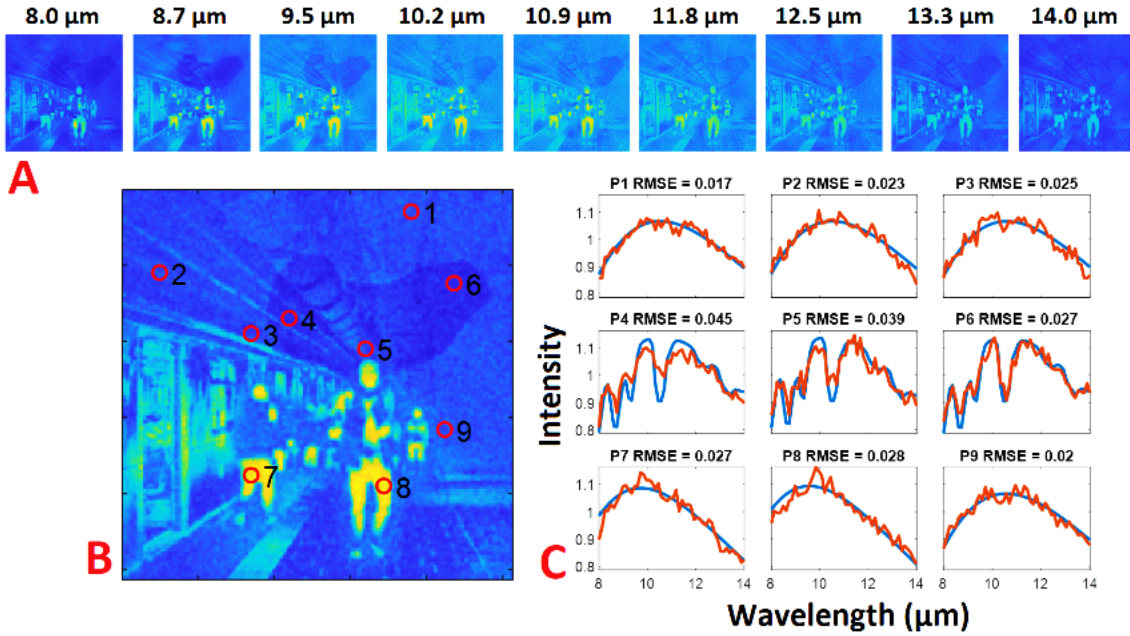 8.0 µm 8.7 µm 9.5 µm 10.2 µm 10.9 µm 11.8 µm 12.5 µm 13.3 µm 14.0 µm
A
1
2
6
4
3
5
9
7
8
B
P1 RMSE = 0.017 P2 RMSE = 0.023 P3 RMSE = 0.025
1.1
1
0.9
0.8
P4 RMSE = 0.045 P5 RMSE = 0.039 P6 RMSE = 0.027
1.1
1
0.9
0.8
P7 RMSE = 0.027 P8 RMSE = 0.028 P9 RMSE = 0.02
1.1
1
0.9
0.8
8 10 12 14 8 10 12 14 8 10 12 14
Intensity
C
Wavelength (µm)